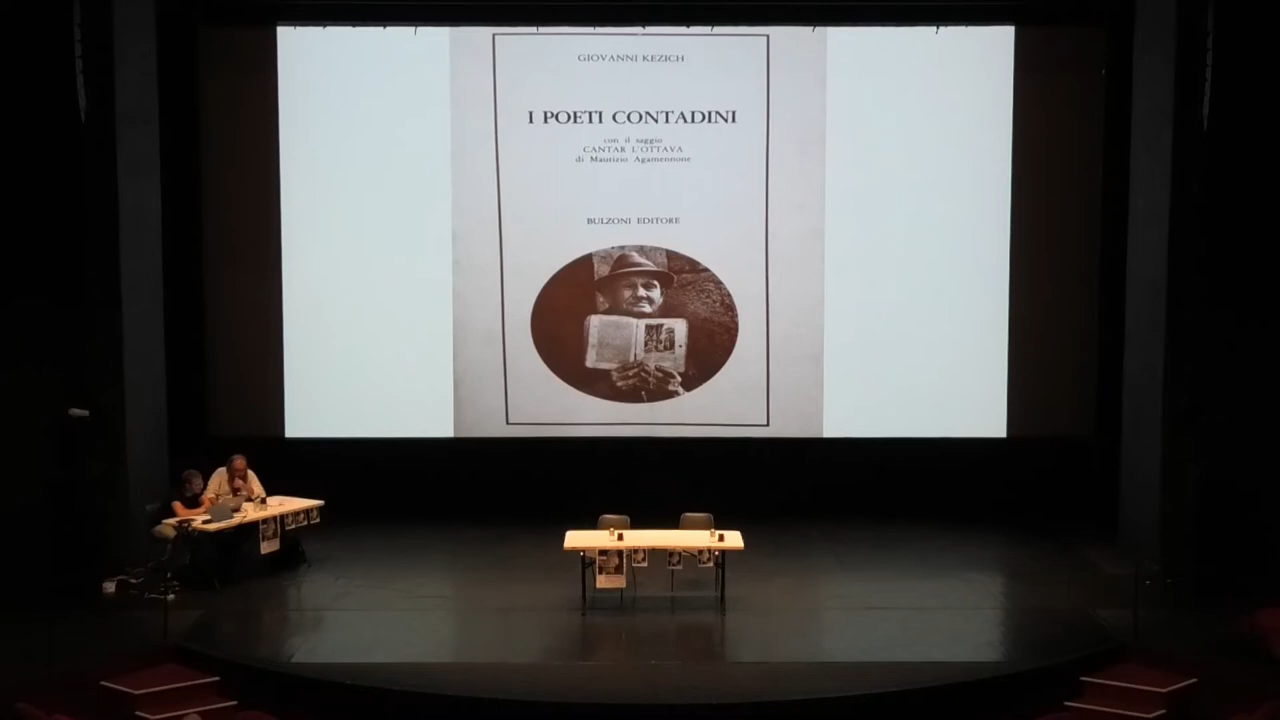 GIOVANNI KEZICH
I POETI CONTADINI
con il saggio
CANTAR L'OTTAVA
di Maurizio Agamennone
BULZONI EDITORE